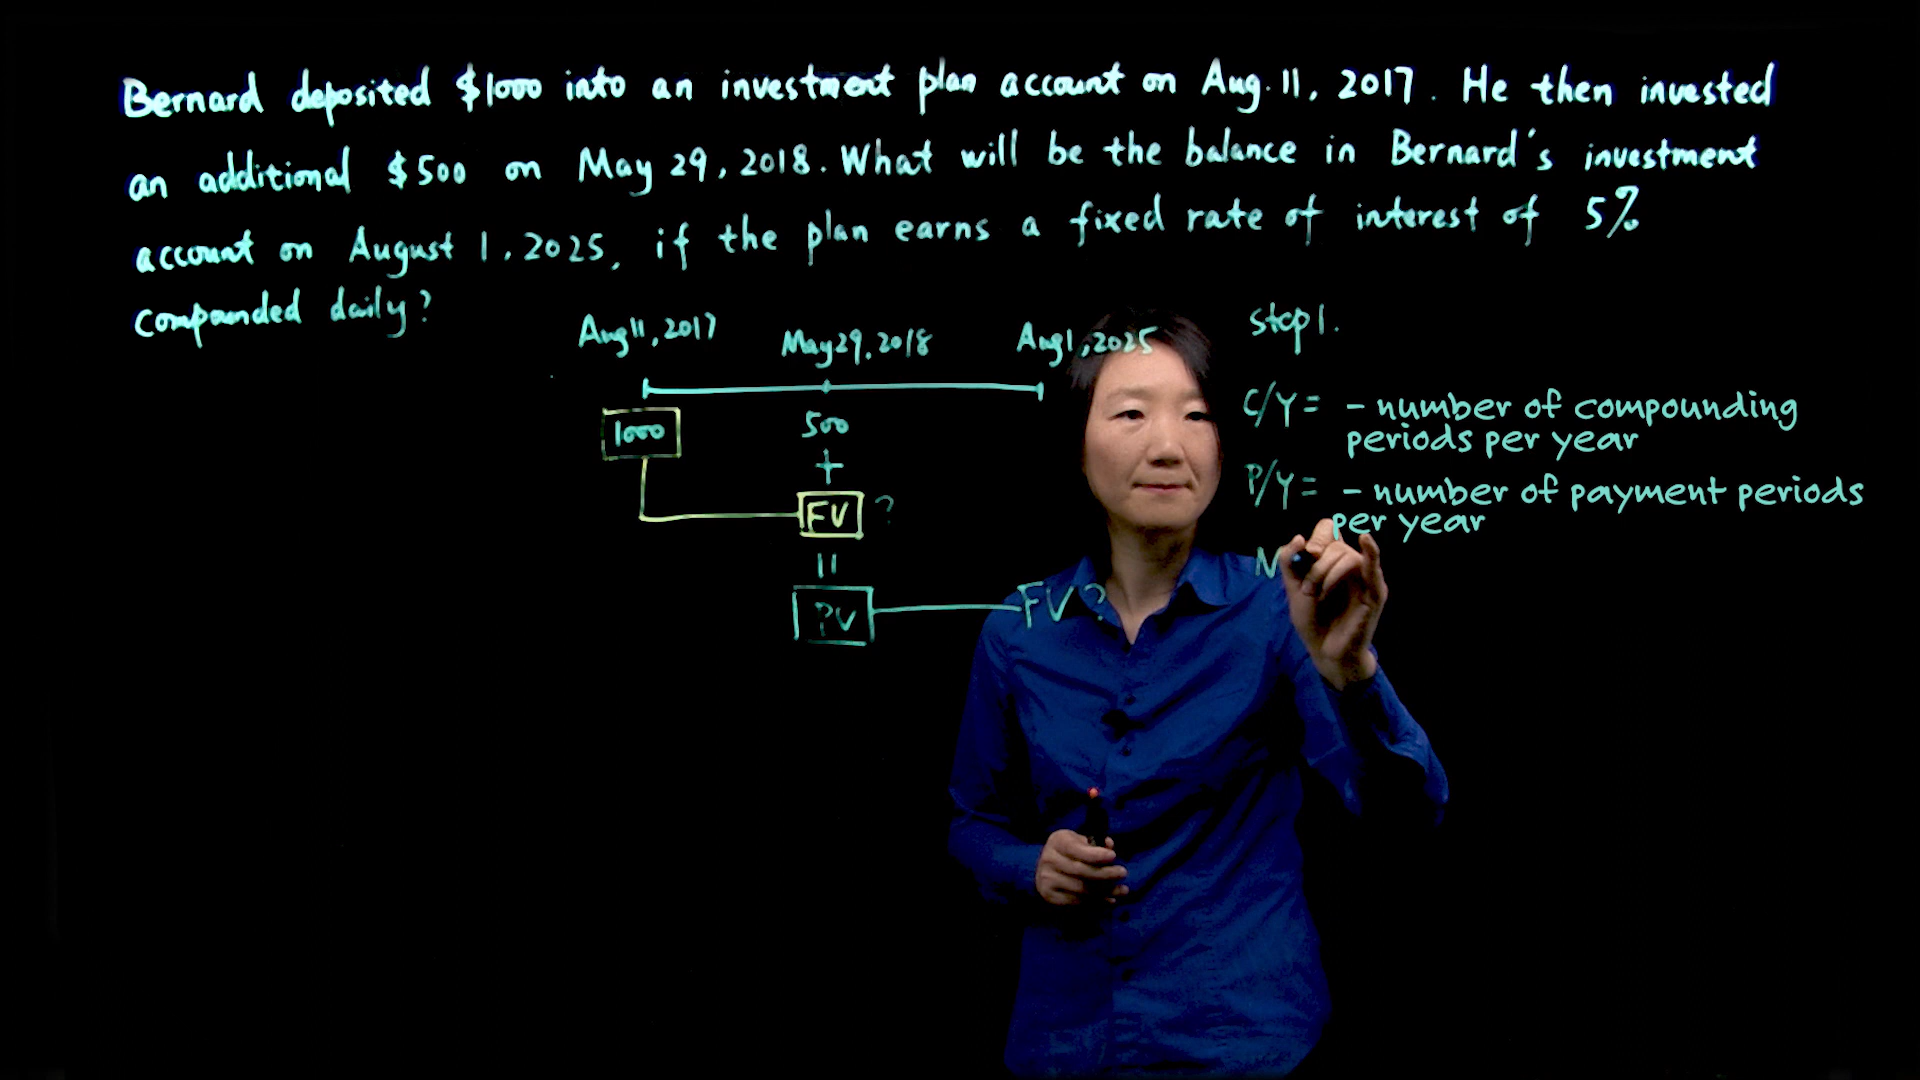 Bernard deposited $1000 into an investment plan account on Aug. 11, 2017. He then invested
an additional $500 on May 29, 2018. What will be the balance in Bernard's investment
account on August 1, 2025, if the plan earns a fixed rate of interest of 5%
compounded daily?
Aug 11, 2017 May 29, 2018 Aug 1, 2025
1000
500
+
FV ?
=
PV FV?
step 1.
C/Y = - number of compounding
periods per year
P/Y = - number of payment periods
per year
N